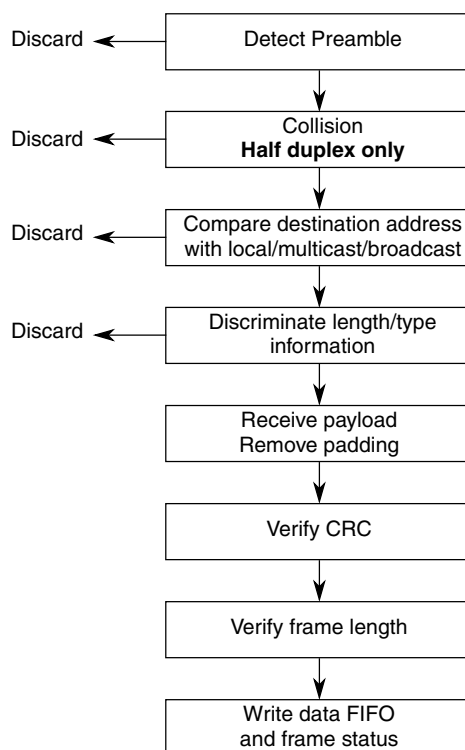 Discard
Detect Preamble
Discard
Collision
Half duplex only
Discard
Compare destination address
with local/multicast/broadcast
Discard
Discriminate length/type
information
Receive payload
Remove padding
Verify CRC
Verify frame length
Write data FIFO
and frame status